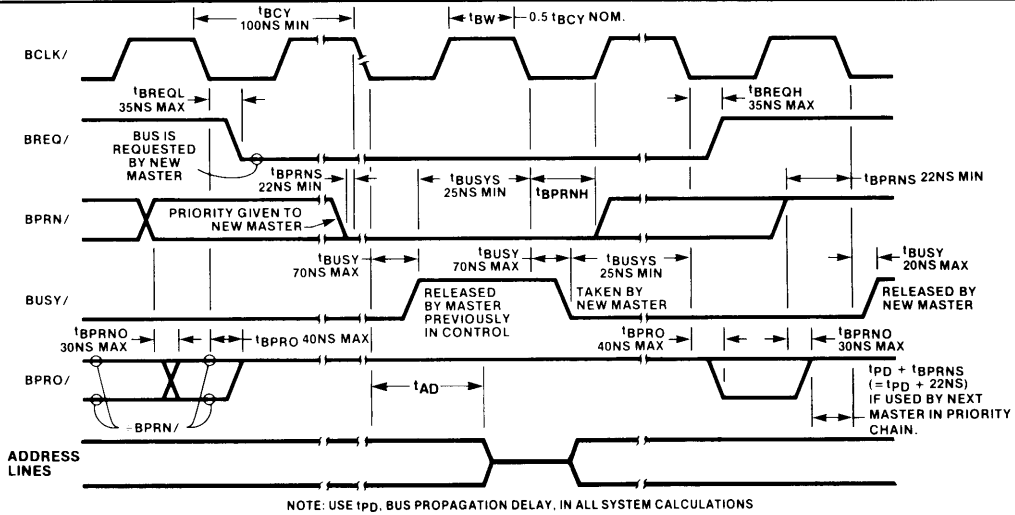 tBCY
100NS MIN
tBW
0.5 tBCY NOM.
BCLK/
tBREQL
35NS MAX
tBREQH
35NS MAX
BREQ/
BUS IS
REQUESTED
BY NEW
MASTER
tBPRNS
22NS MIN
tBUSYS
25NS MIN
tBPRNH
tBPRNS 22NS MIN
BPRN/
PRIORITY GIVEN TO
NEW MASTER
tBUSY
70NS MAX
tBUSY
70NS MAX
tBUSYS
25NS MIN
tBUSY
20NS MAX
BUSY/
RELEASED
BY MASTER
PREVIOUSLY
IN CONTROL
TAKEN BY
NEW MASTER
RELEASED BY
NEW MASTER
tBPRNO
30NS MAX
tBPRO 40NS MAX
tBPRO
40NS MAX
tBPRNO
30NS MAX
BPRO/
=BPRN/
tAD
tPD + tBPRNS
(=tPD + 22NS)
IF USED BY NEXT
MASTER IN PRIORITY
CHAIN.
ADDRESS
LINES
NOTE: USE tPD, BUS PROPAGATION DELAY, IN ALL SYSTEM CALCULATIONS